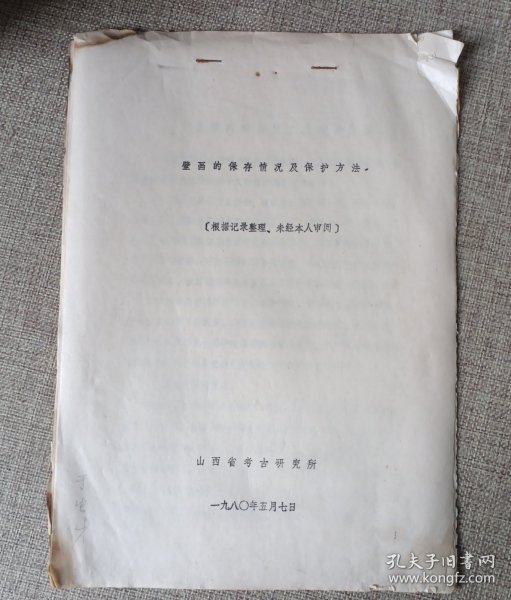 壁画的保存情况及保护方法。
〔根据记录整理、未经本人审阅〕
山西省考古研究所
一九八〇年五月七日
孔夫子旧书网
www.kongfz.com